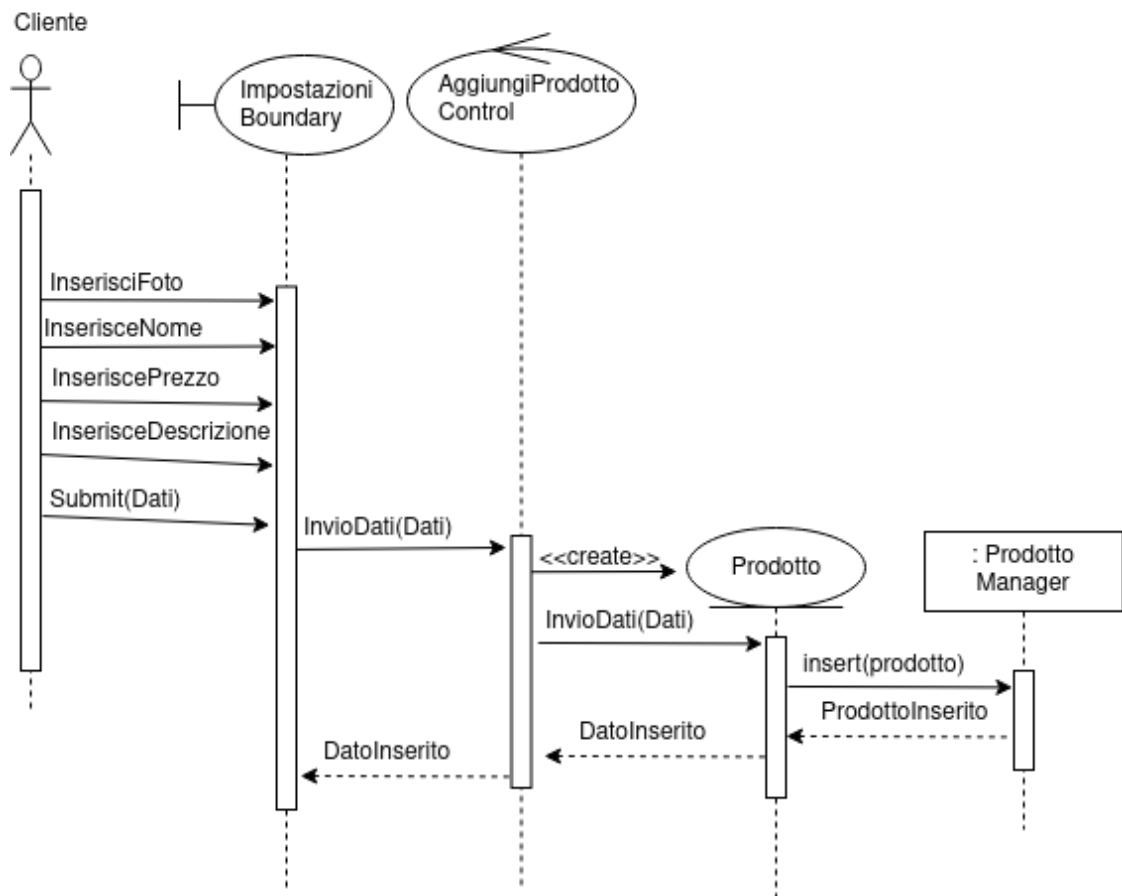 Cliente
Impostazioni
Boundary
AggiungiProdotto
Control
InserisciFoto
InserisceNome
InseriscePrezzo
InserisceDescrizione
Submit(Dati)
InvioDati(Dati)
<<create>>
Prodotto
: Prodotto
Manager
InvioDati(Dati)
insert(prodotto)
ProdottoInserito
DatoInserito
DatoInserito